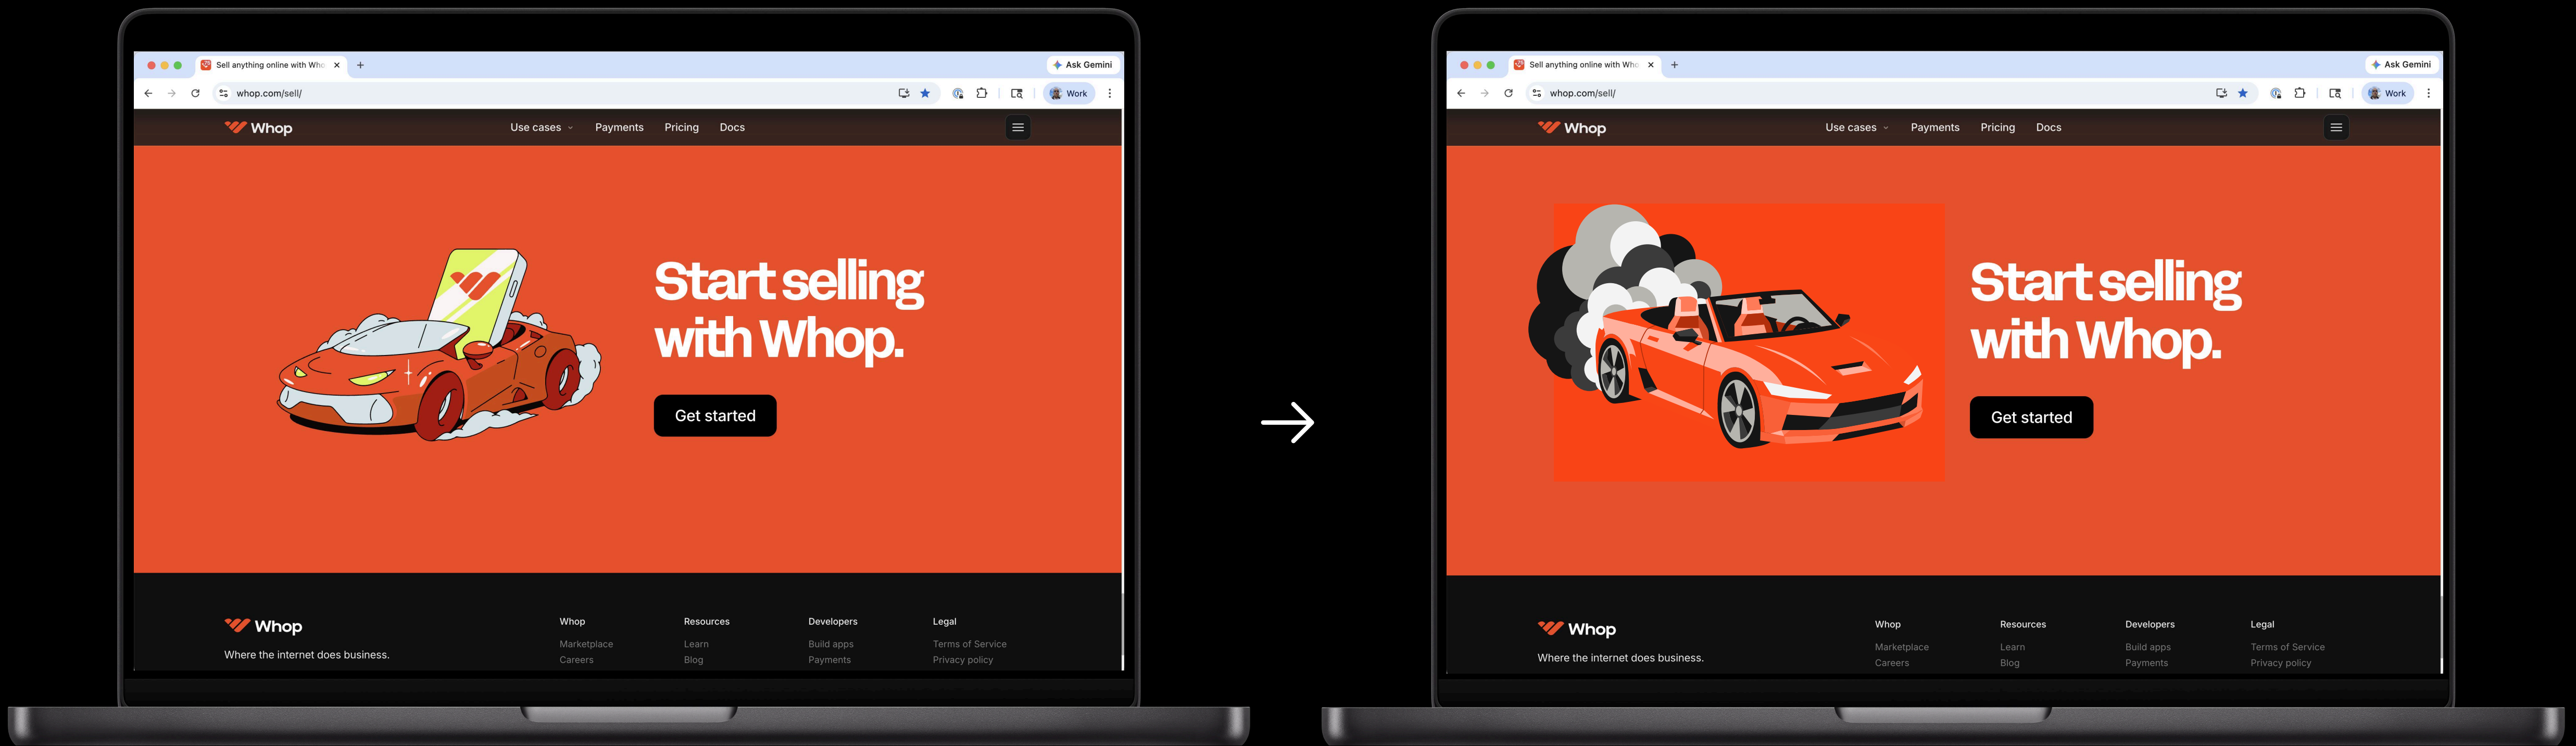 Sell anything online with Who
Ask Gemini
whop.com/sell/
Work
Whop
Use cases
Payments
Pricing
Docs
Start selling
with Whop.
Get started
Whop
Where the internet does business.
Whop
Marketplace
Careers
Resources
Learn
Blog
Developers
Build apps
Payments
Legal
Terms of Service
Privacy policy
Sell anything online with Who
Ask Gemini
whop.com/sell/
Work
Whop
Use cases
Payments
Pricing
Docs
Start selling
with Whop.
Get started
Whop
Where the internet does business.
Whop
Marketplace
Careers
Resources
Learn
Blog
Developers
Build apps
Payments
Legal
Terms of Service
Privacy policy